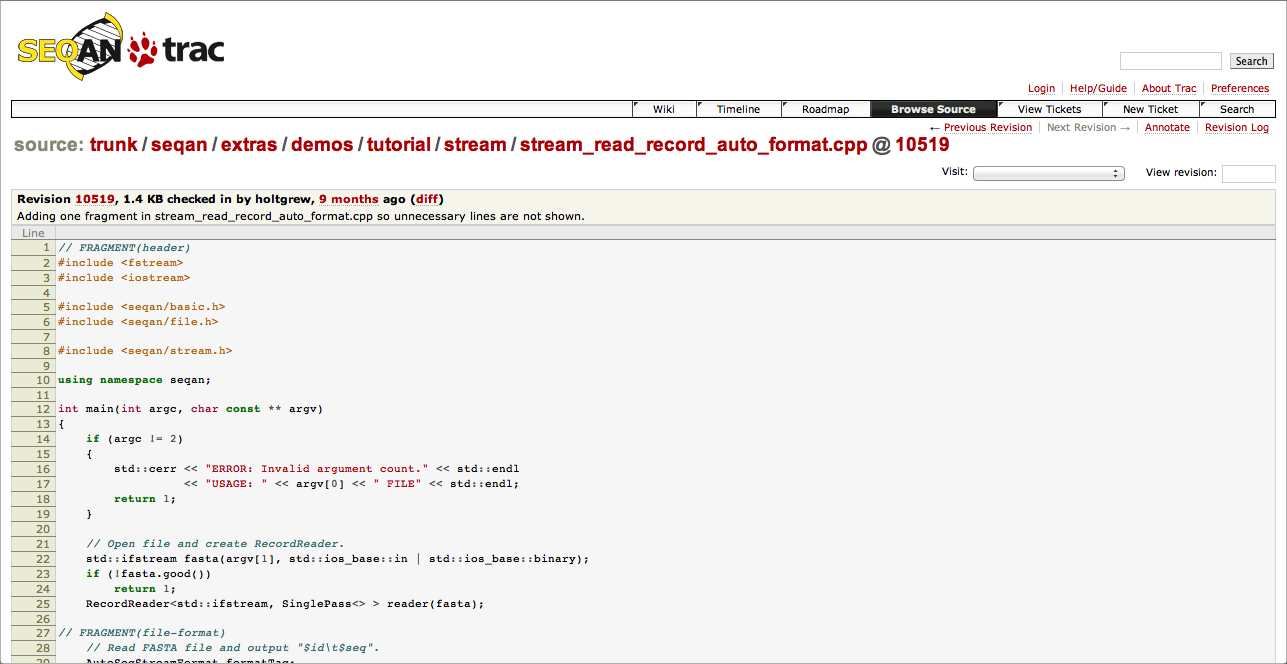 SEQAN trac
Search
Login Help/Guide About Trac Preferences
Wiki Timeline Roadmap Browse Source View Tickets New Ticket Search
← Previous Revision Next Revision → Annotate Revision Log
source: trunk / seqan / extras / demos / tutorial / stream / stream_read_record_auto_format.cpp @ 10519
Visit: View revision:
Revision 10519, 1.4 KB checked in by holtgrew, 9 months ago (diff)
Adding one fragment in stream_read_record_auto_format.cpp so unnecessary lines are not shown.
Line
1 // FRAGMENT(header)
2 #include <fstream>
3 #include <iostream>
4
5 #include <seqan/basic.h>
6 #include <seqan/file.h>
7
8 #include <seqan/stream.h>
9
10 using namespace seqan;
11
12 int main(int argc, char const ** argv)
13 {
14     if (argc != 2)
15     {
16         std::cerr << "ERROR: Invalid argument count." << std::endl
17                   << "USAGE: " << argv[0] << " FILE" << std::endl;
18         return 1;
19     }
20
21     // Open file and create RecordReader.
22     std::ifstream fasta(argv[1], std::ios_base::in | std::ios_base::binary);
23     if (!fasta.good())
24         return 1;
25     RecordReader<std::ifstream, SinglePass<> > reader(fasta);
26
27 // FRAGMENT(file-format)
28     // Read FASTA file and output "$id\t$seq".
29     AutoSeqStreamFormat formatTag;